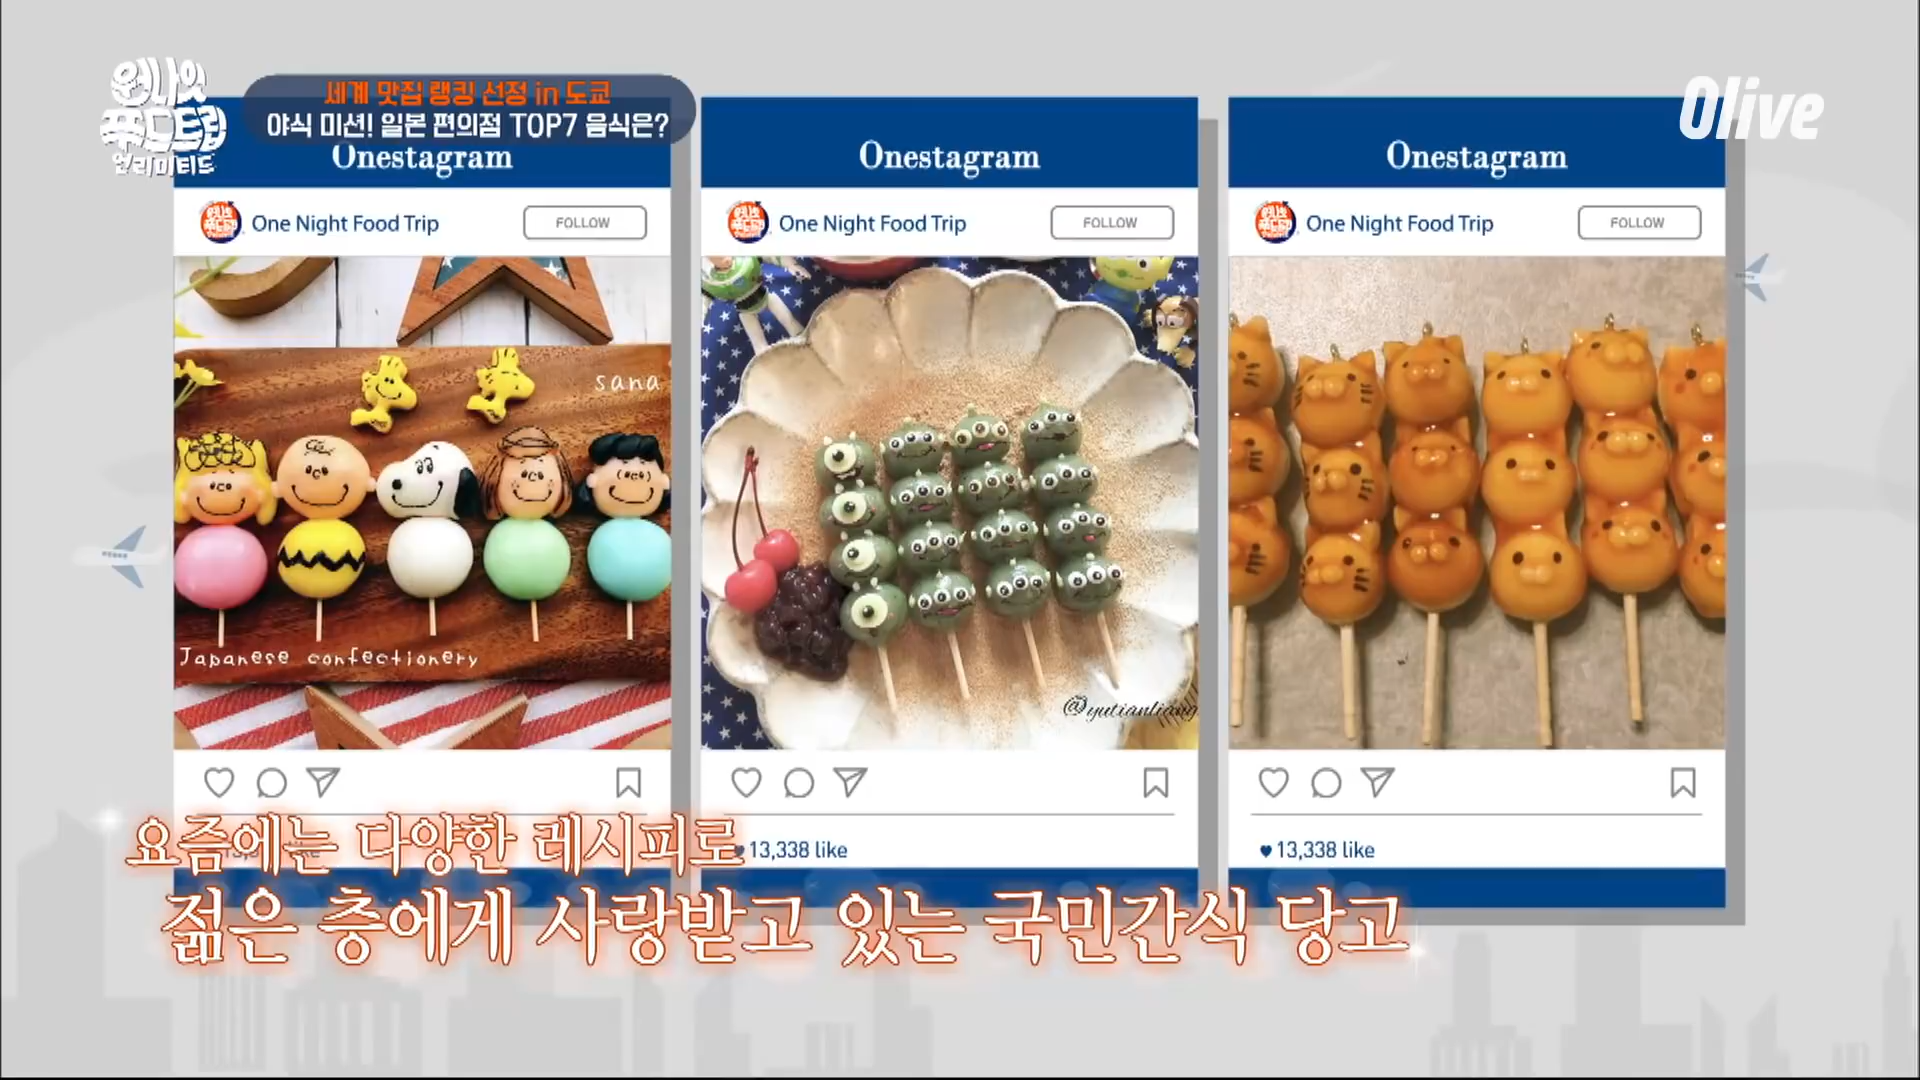 원나잇
푸드트립
언리미티드
세계 맛집 랭킹 선정 in 도쿄
야식 미션! 일본 편의점 TOP7 음식은?
Olive
Onestagram
One Night Food Trip
FOLLOW
sana
Japanese confectionery
Onestagram
One Night Food Trip
FOLLOW
@yutianliang
13,338 like
Onestagram
One Night Food Trip
FOLLOW
13,338 like
요즘에는 다양한 레시피로
젊은 층에게 사랑받고 있는 국민간식 당고